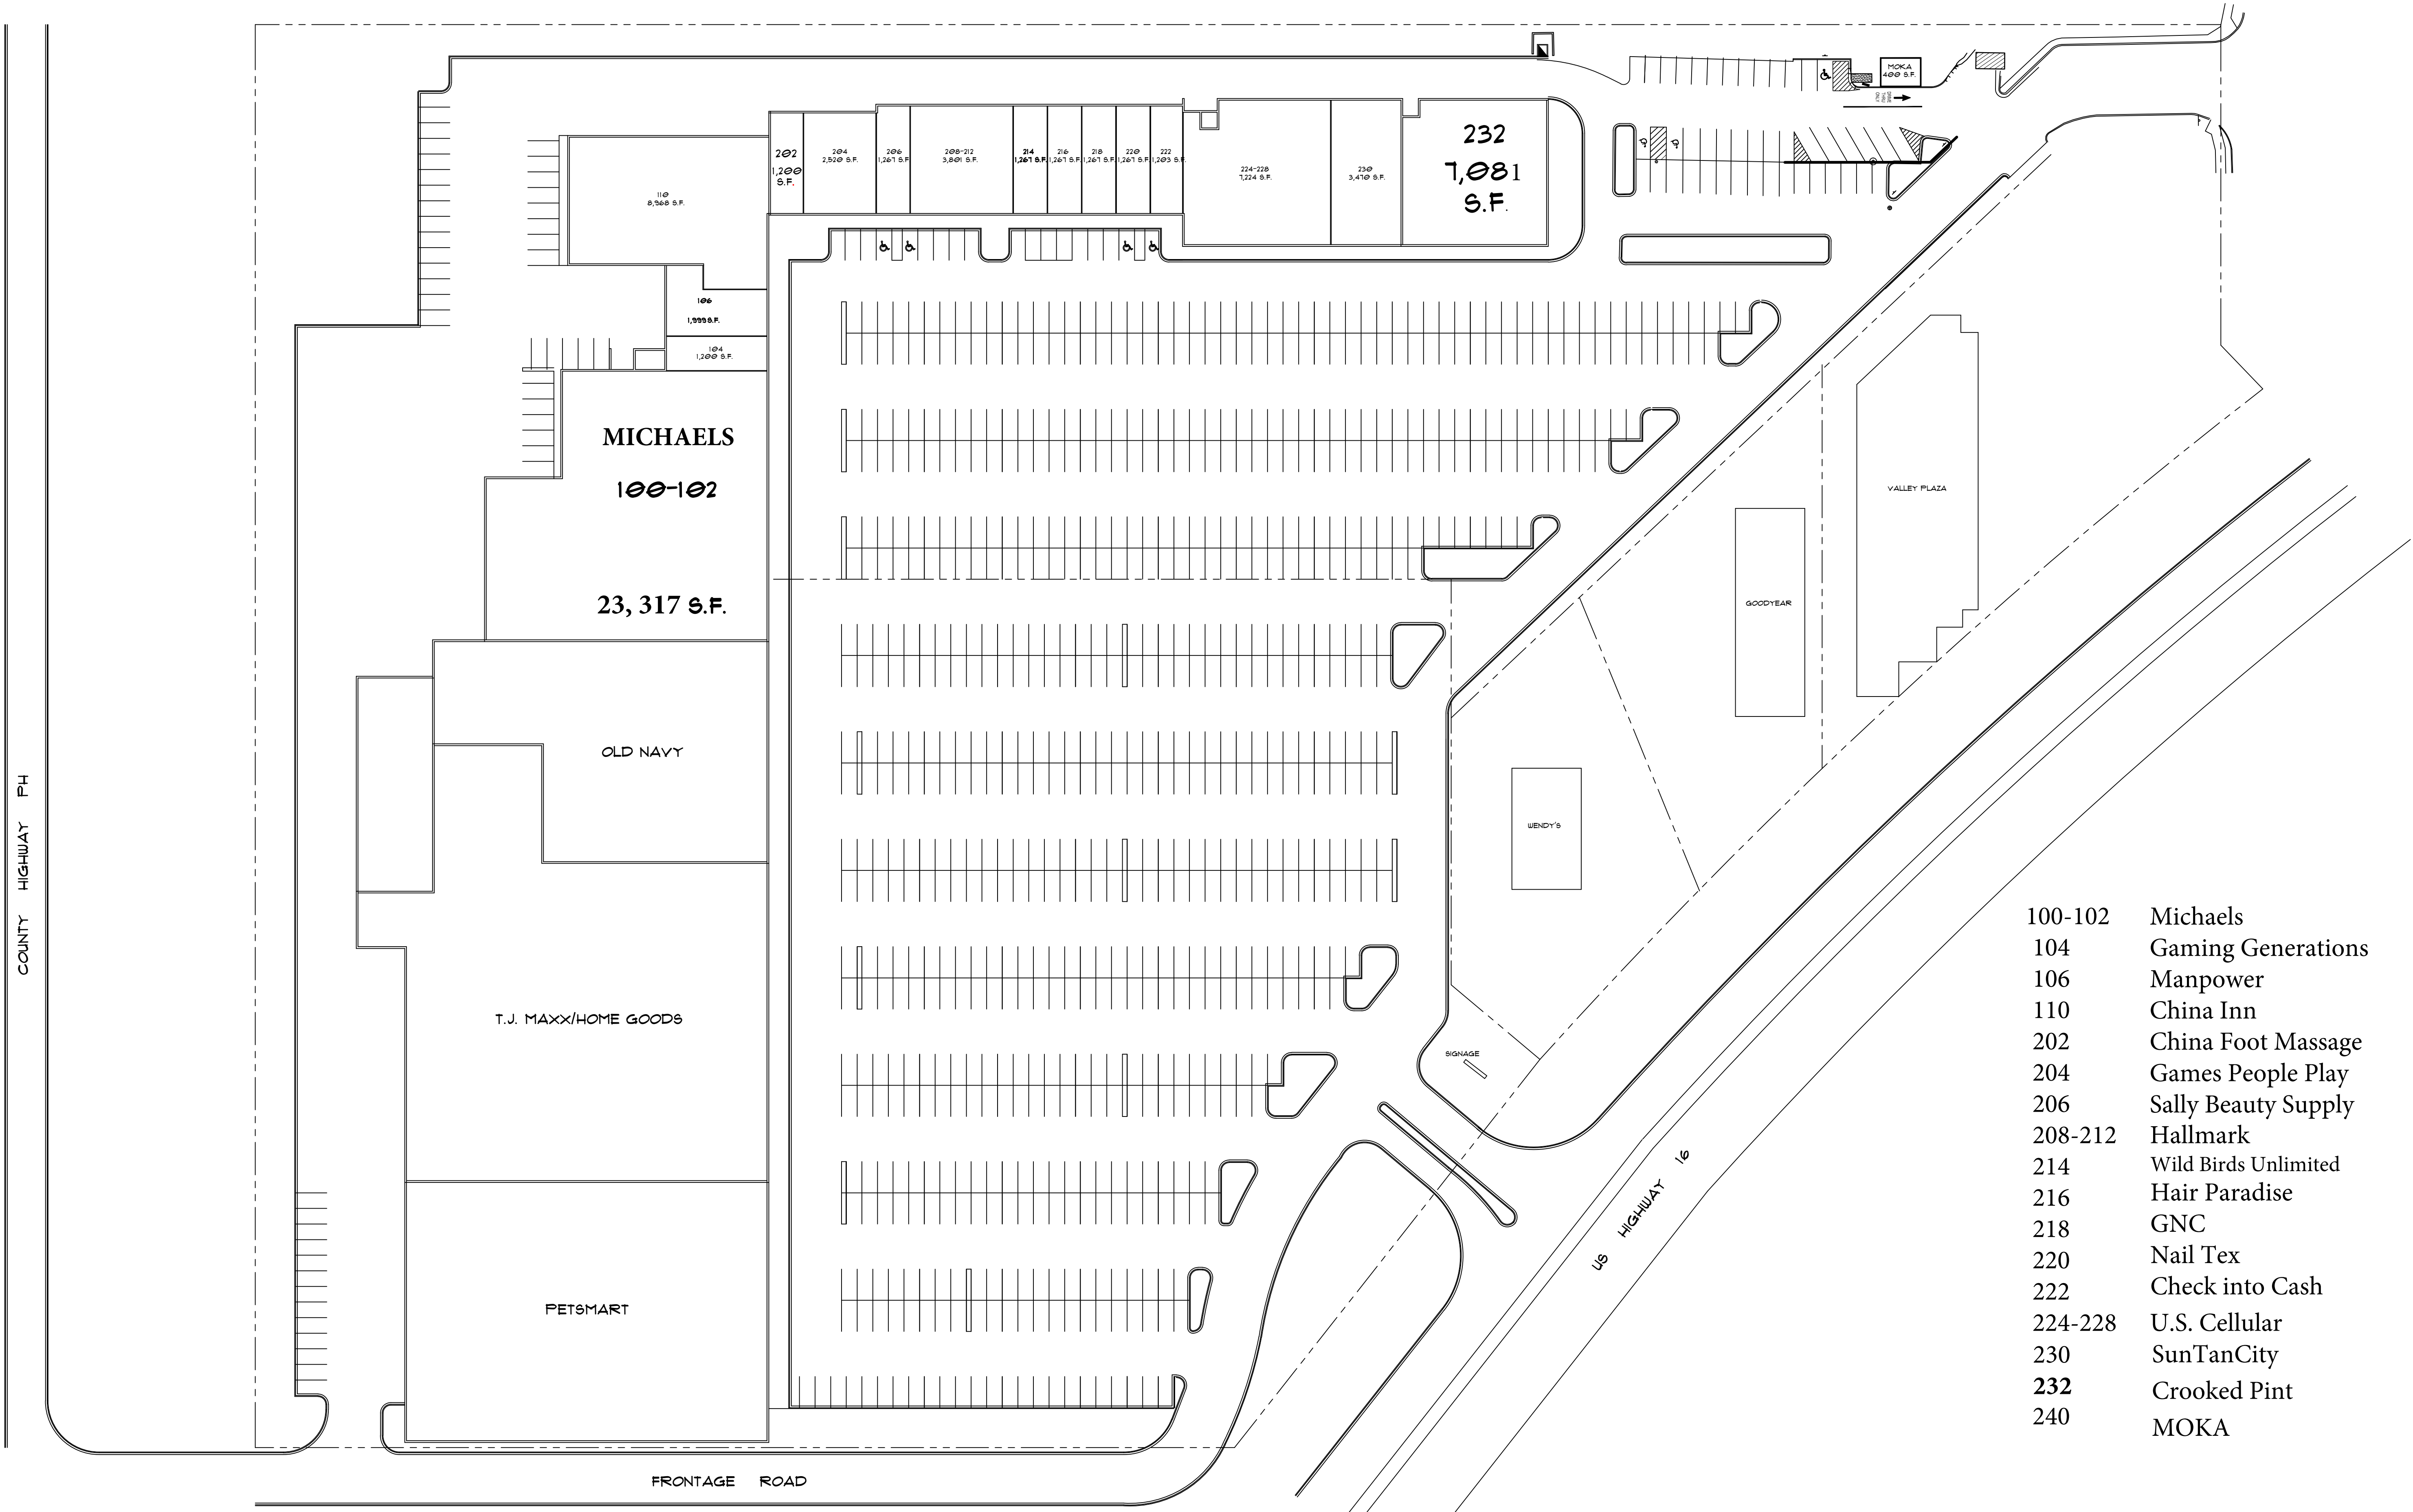 MOKA
400 S.F.
DRIVE
THRU
ONLY
202
1,200
S.F.
204
2,520 S.F.
206
1,267 S.F.
208-212
3,801 S.F.
214
1,267 S.F.
216
1,267 S.F.
218
1,267 S.F.
220
1,267 S.F.
222
1,203 S.F.
224-228
7,224 S.F.
230
3,470 S.F.
232
7,081
S.F.
110
8,968 S.F.
106
1,999 S.F.
104
1,200 S.F.
MICHAELS
100-102
23, 317 S.F.
OLD NAVY
T.J. MAXX/HOME GOODS
PETSMART
VALLEY PLAZA
GOODYEAR
WENDY'S
SIGNAGE
COUNTY HIGHWAY PH
US HIGHWAY 16
FRONTAGE ROAD
100-102 Michaels
104 Gaming Generations
106 Manpower
110 China Inn
202 China Foot Massage
204 Games People Play
206 Sally Beauty Supply
208-212 Hallmark
214 Wild Birds Unlimited
216 Hair Paradise
218 GNC
220 Nail Tex
222 Check into Cash
224-228 U.S. Cellular
230 SunTanCity
232 Crooked Pint
240 MOKA